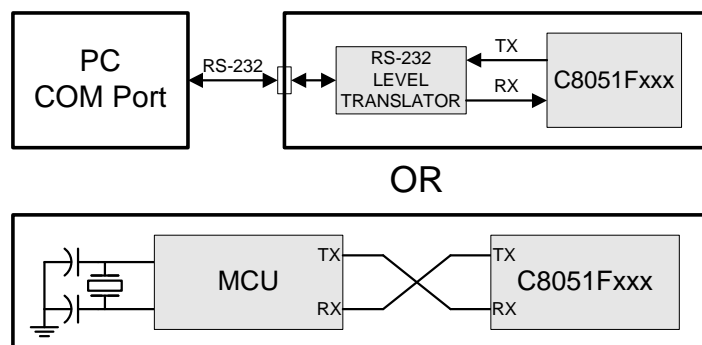 PC
COM Port
RS-232
RS-232
LEVEL
TRANSLATOR
TX
RX
C8051Fxxx
OR
MCU
TX
RX
TX
RX
C8051Fxxx